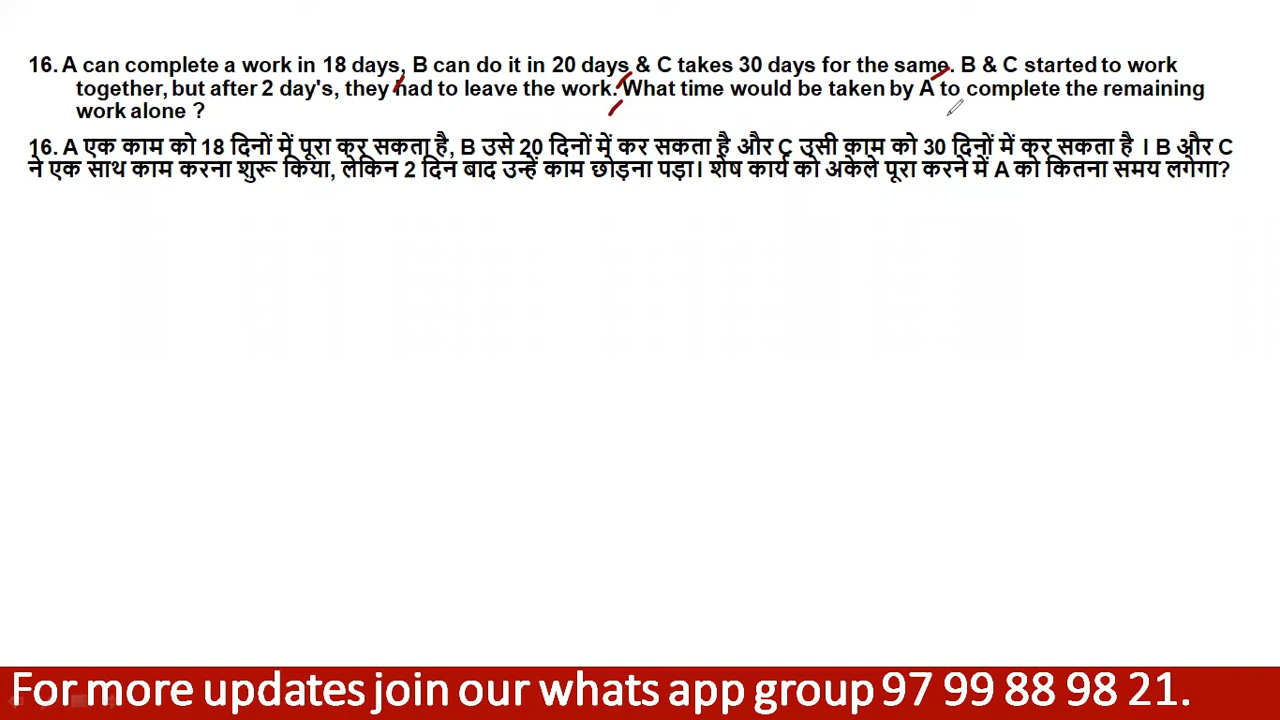 16. A can complete a work in 18 days, B can do it in 20 days & C takes 30 days for the same. B & C started to work
together, but after 2 day's, they had to leave the work. What time would be taken by A to complete the remaining
work alone ?
16. A एक काम को 18 दिनों में पूरा कर सकता है, B उसे 20 दिनों में कर सकता है और C उसी काम को 30 दिनों में कर सकता है । B और C
ने एक साथ काम करना शुरू किया, लेकिन 2 दिन बाद उन्हें काम छोड़ना पड़ा। शेष कार्य को अकेले पूरा करने में A को कितना समय लगेगा?
For more updates join our whats app group 97 99 88 98 21.